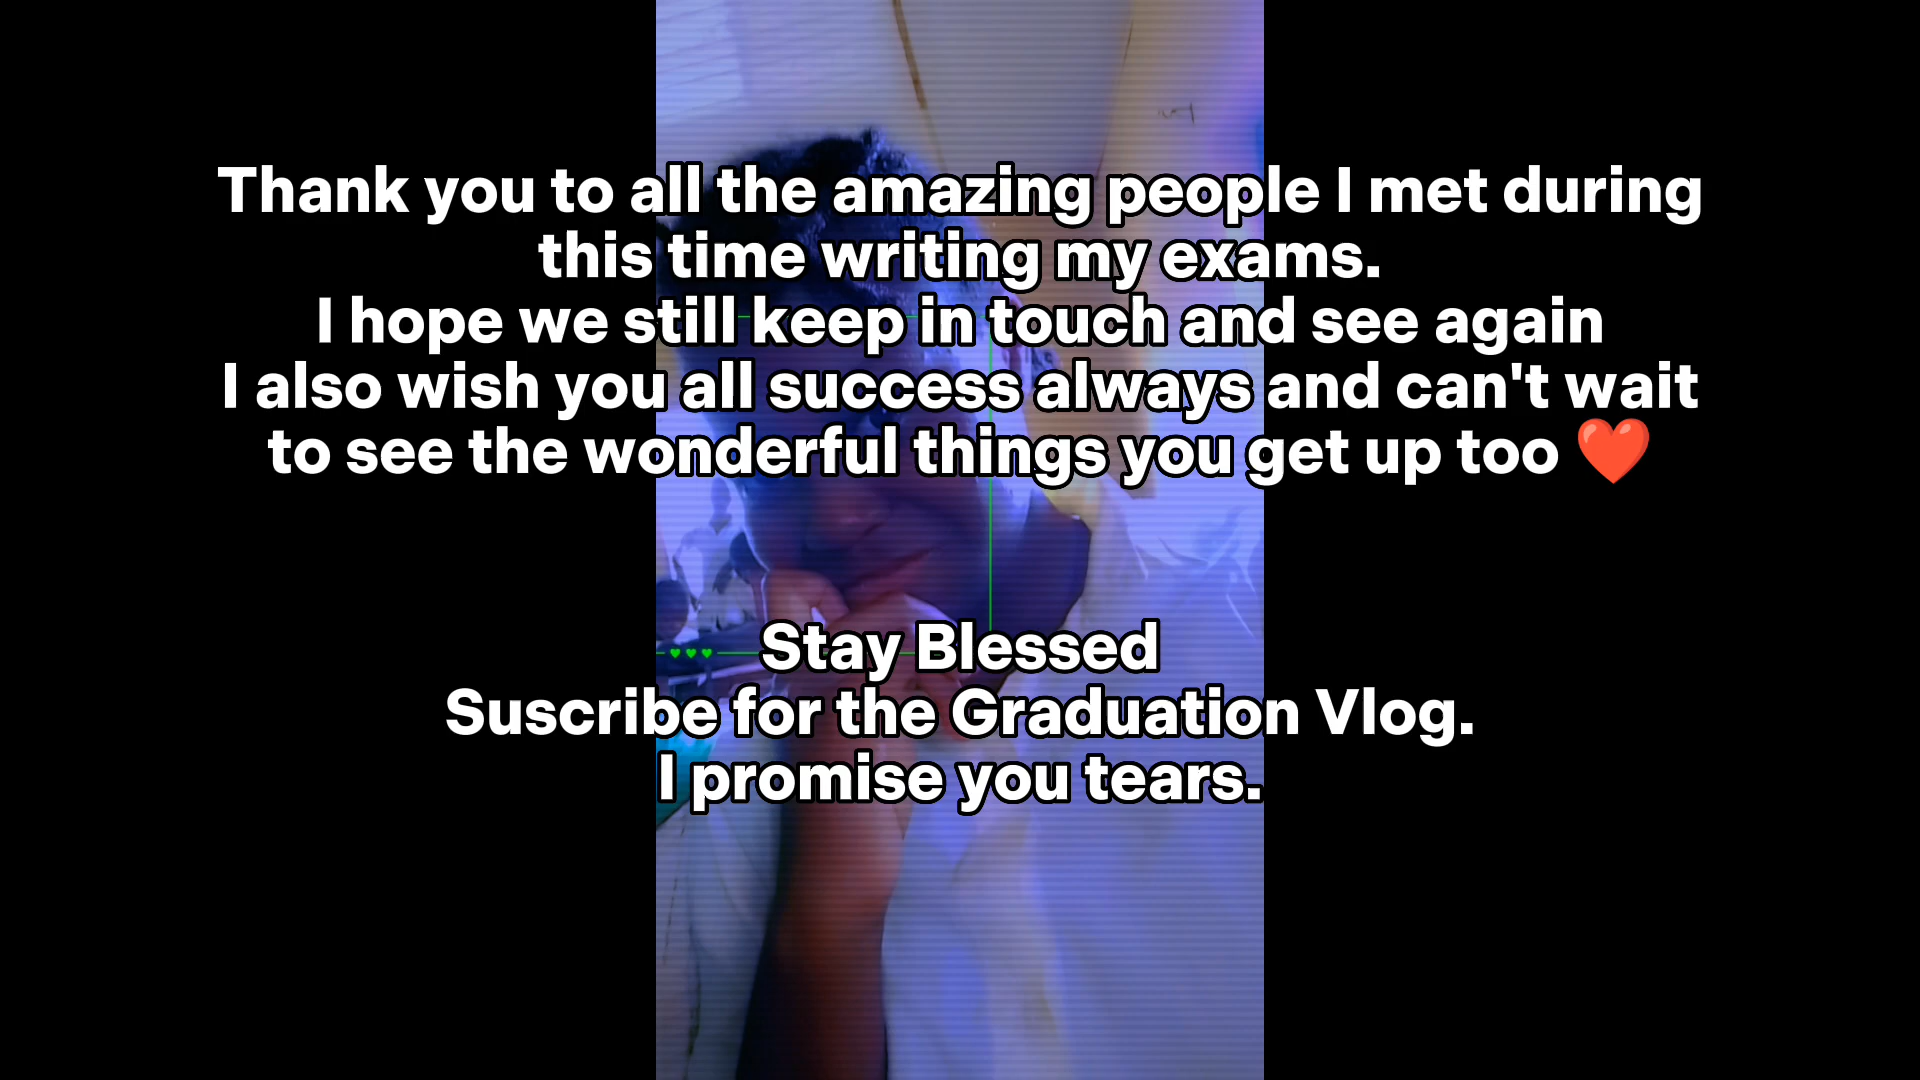 Thank you to all the amazing people I met during
this time writing my exams.
I hope we still keep in touch and see again
I also wish you all success always and can't wait
to see the wonderful things you get up too ❤️
Stay Blessed
Suscribe for the Graduation Vlog.
I promise you tears.